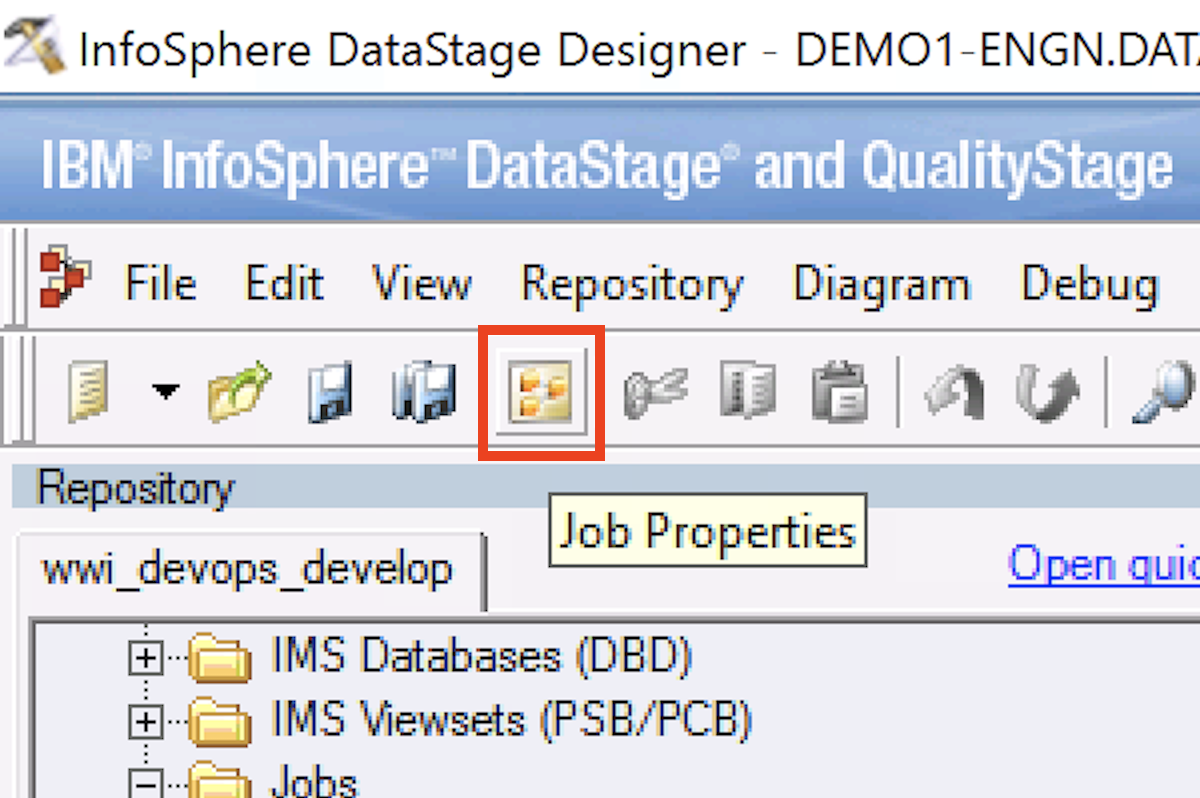 InfoSphere DataStage Designer - DEMO1-ENGN.DAT
IBM® InfoSphere™ DataStage® and QualityStage
File Edit View Repository Diagram Debug
Repository
Job Properties
wwi_devops_develop
Open quic
IMS Databases (DBD)
IMS Viewsets (PSB/PCB)
Jobs